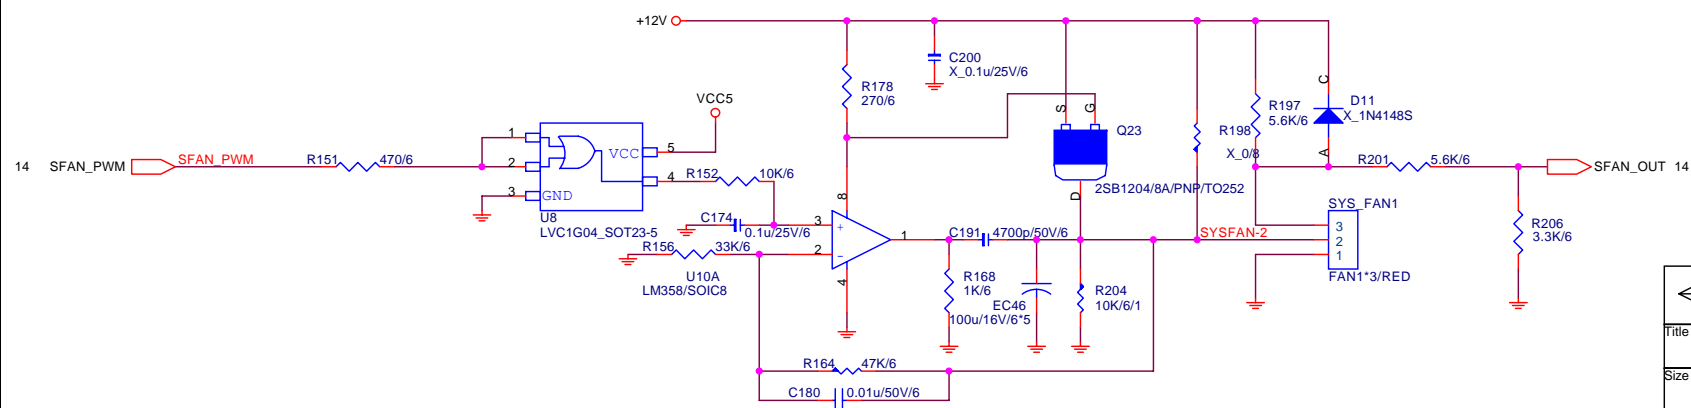 +12V
C200
X_0.1u/25V/6
R178
270/6
VCC5
S
G
Q23
2SB1204/8A/PNP/TO252
D
R198
X_0/8
R197
5.6K/6
C
D11
X_1N4148S
A
14 SFAN_PWM
SFAN_PWM
R151
470/6
1
2
3
VCC
GND
5
4
U8
LVC1G04_SOT23-5
R152
10K/6
C174
0.1u/25V/6
R156
33K/6
3
2
8
4
1
+
-
U10A
LM358/SOIC8
C191
4700p/50V/6
R168
1K/6
EC46
100u/16V/6*5
R204
10K/6/1
SYSFAN-2
R201
5.6K/6
SFAN_OUT 14
SYS_FAN1
3
2
1
FAN1*3/RED
R206
3.3K/6
R164
47K/6
C180
0.01u/50V/6
Title
Size